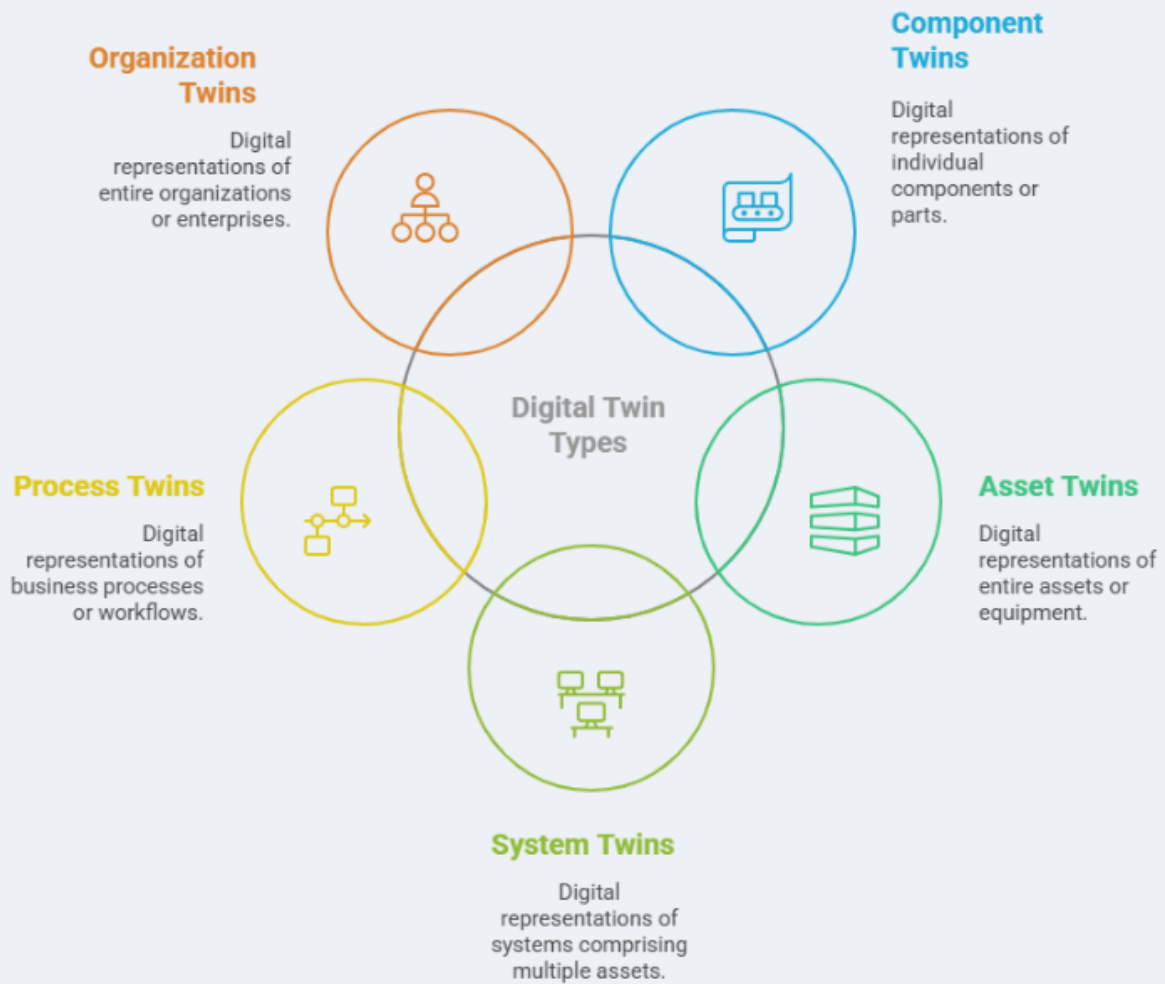 Organization
Twins
Digital
representations of
entire organizations
or enterprises.
Component
Twins
Digital
representations of
individual
components or
parts.
Digital Twin
Types
Process Twins
Digital
representations of
business processes
or workflows.
Asset Twins
Digital
representations of
entire assets or
equipment.
System Twins
Digital
representations of
systems comprising
multiple assets.